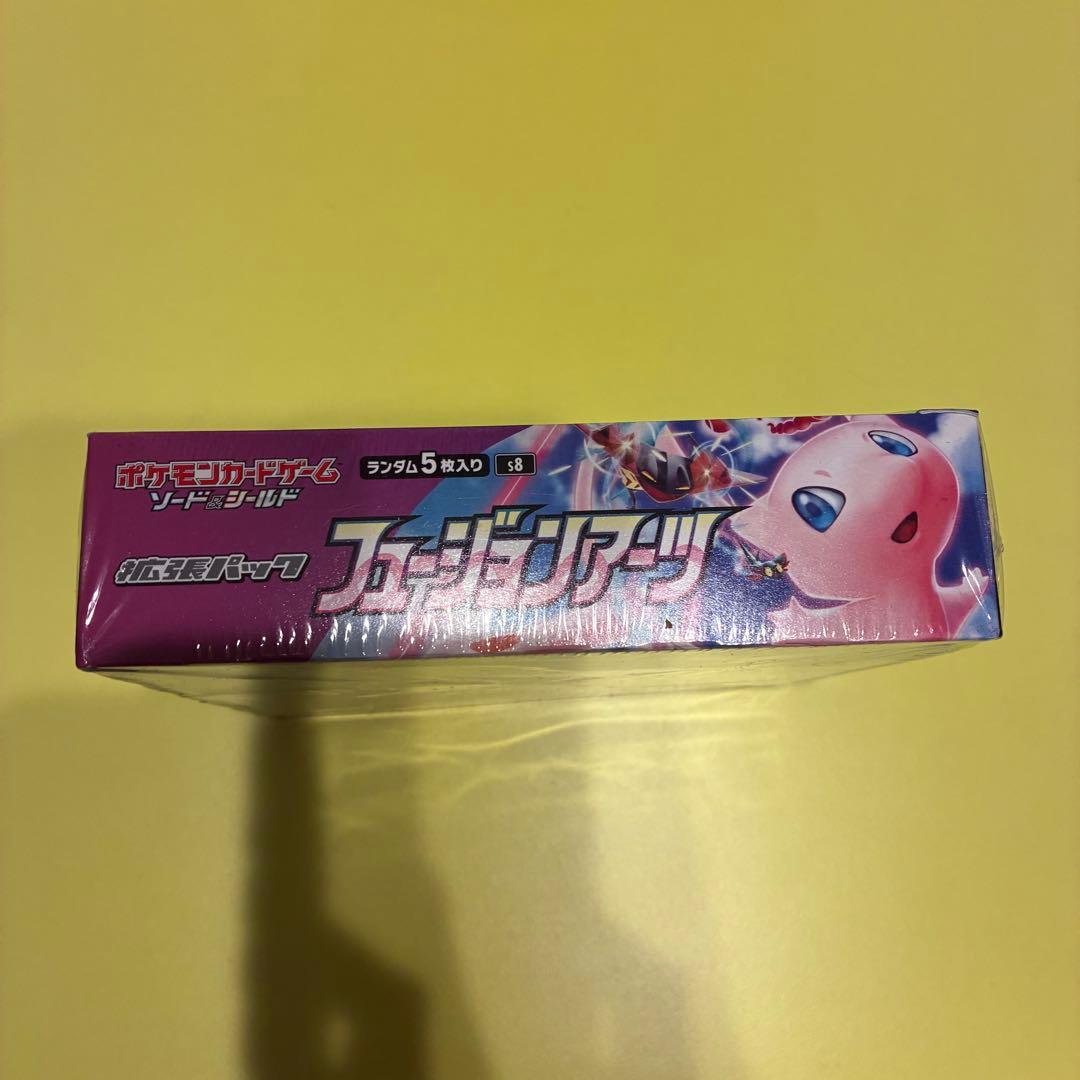 ポケモンカードゲーム
ソード&シールド
ランダム5枚入り S8
拡張パック
フュージョンアーツ